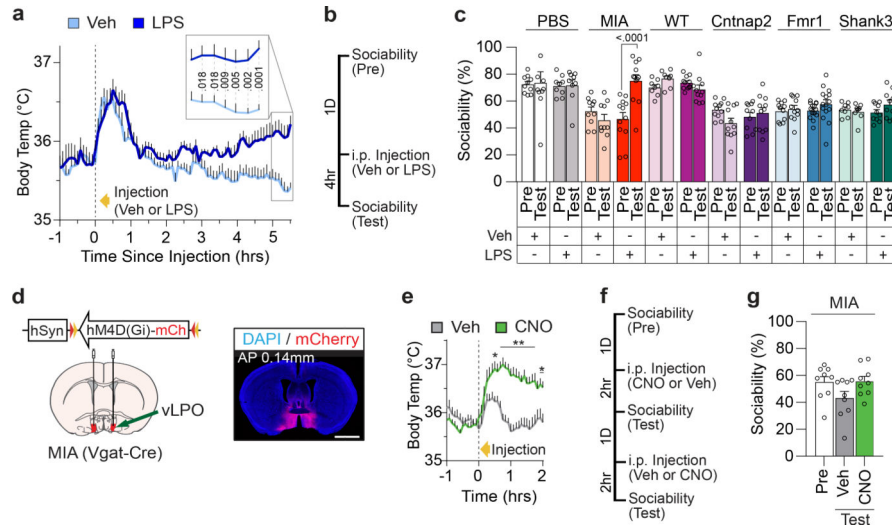 a
Veh LPS
Body Temp (°C)
37
36
35
.018
.018
.009
.005
.002
.0001
Injection
(Veh or LPS)
-1 0 1 2 3 4 5
Time Since Injection (hrs)
b
Sociability
(Pre)
1D
i.p. Injection
(Veh or LPS)
4hr
Sociability
(Test)
c
PBS MIA WT Cntnap2 Fmr1 Shank3
<.0001
Sociability (%)
100
80
60
40
20
0
Pre Test Pre Test Pre Test Pre Test Pre Test Pre Test Pre Test Pre Test Pre Test Pre Test Pre Test Pre Test
Veh + - + - + - + - + - + -
LPS - + - + - + - + - + - +
d
hSyn hM4D(Gi)-mCh
vLPO
MIA (Vgat-Cre)
DAPI / mCherry
AP 0.14mm
e
Veh CNO
Body Temp (°C)
37
36
35
* ** *
Injection
-1 0 1 2
Time (hrs)
f
Sociability
(Pre)
1D
i.p. Injection
(CNO or Veh)
2hr
Sociability
(Test)
1D
i.p. Injection
(Veh or CNO)
2hr
Sociability
(Test)
g
MIA
Sociability (%)
100
80
60
40
20
0
Pre Veh CNO
Test